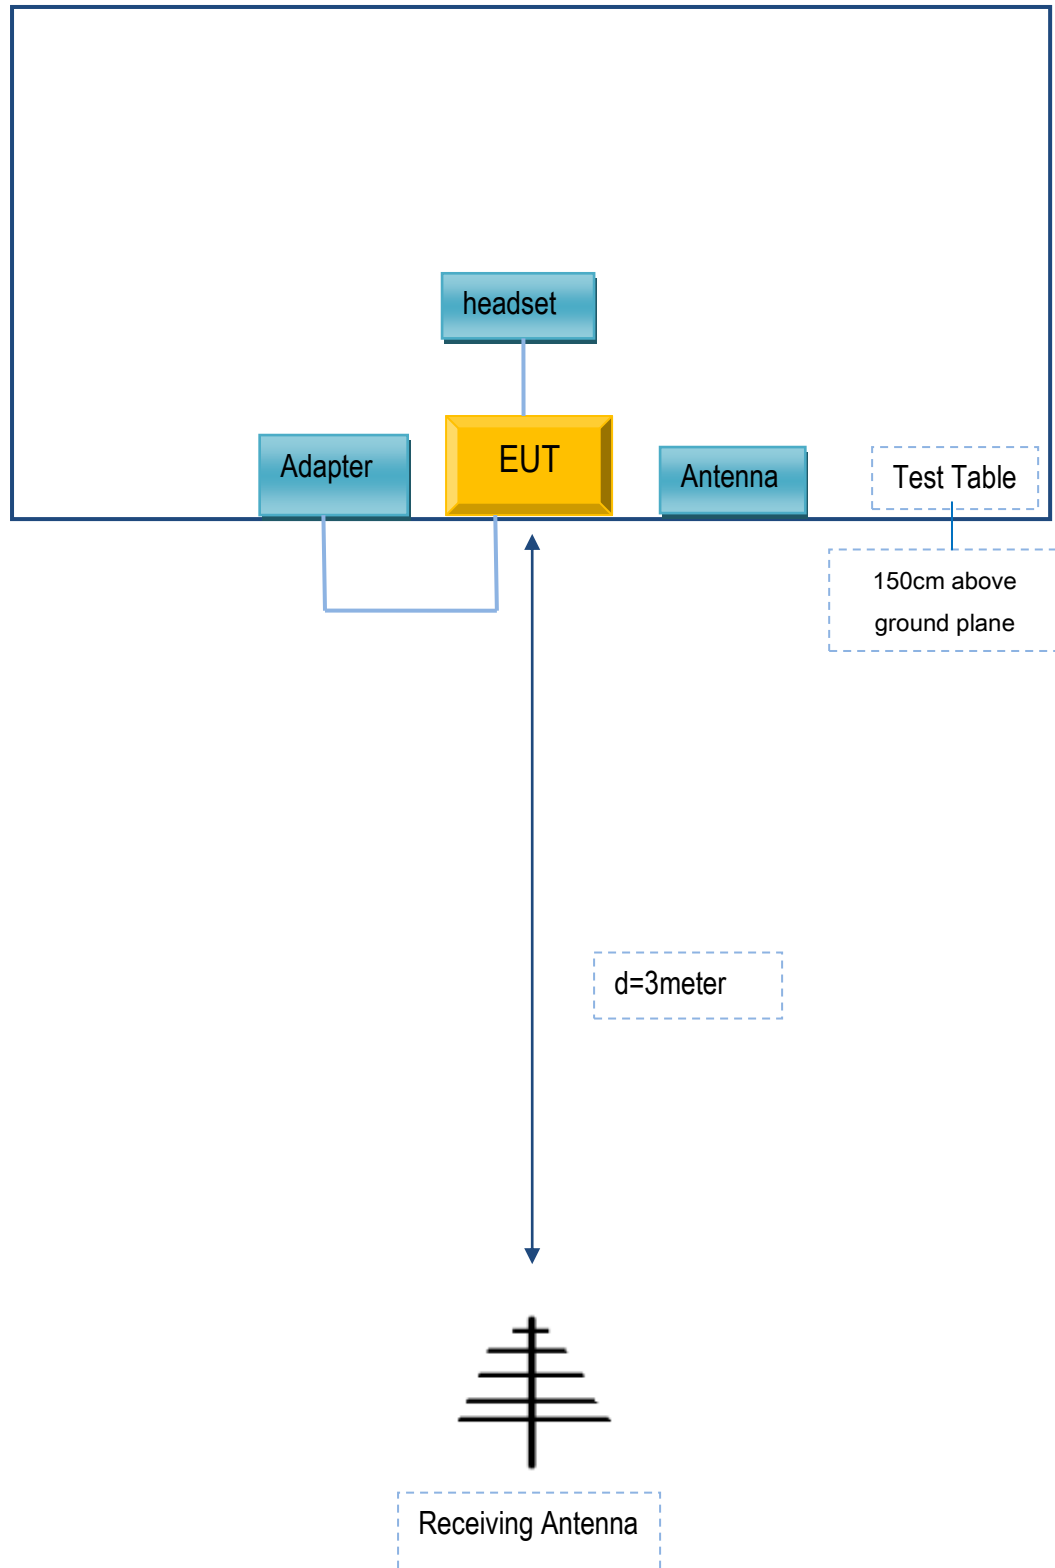 headset
Adapter
EUT
Antenna
Test Table
150cm above
ground plane
d=3meter
Receiving Antenna